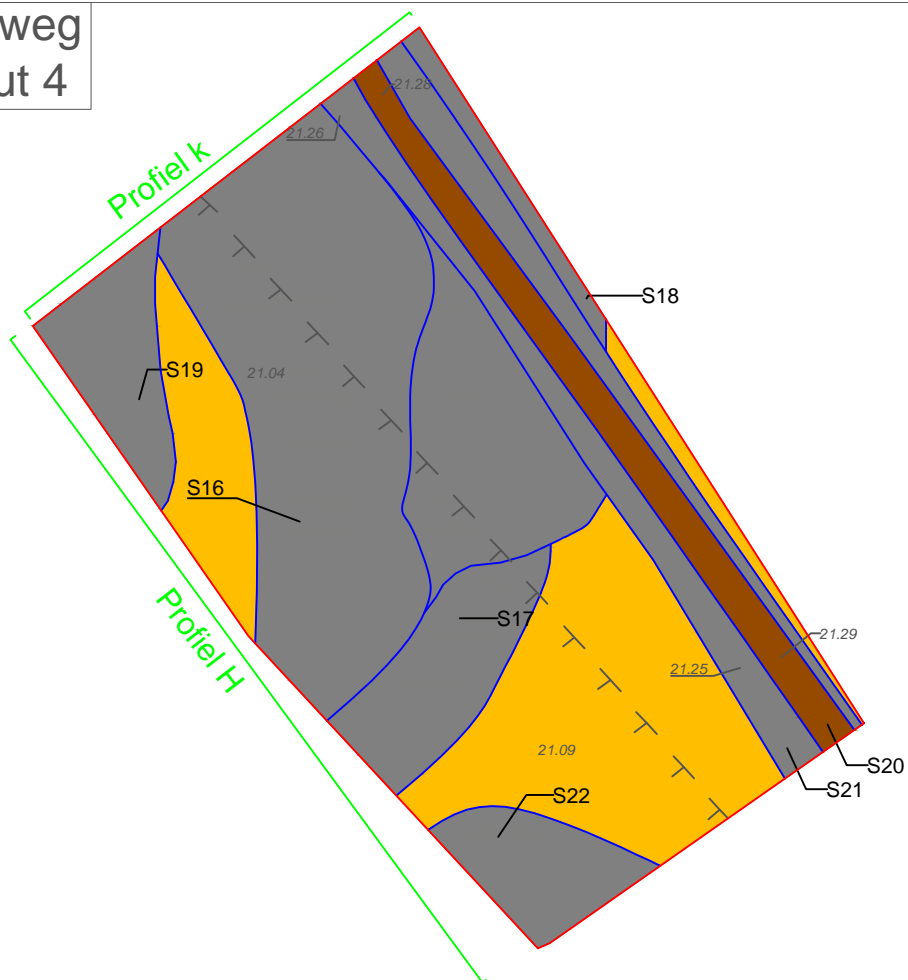 weg
ut 4
21.28
21.26
Profiel k
S18
S19
21.04
S16
S17
Profiel H
21.29
21.25
21.09
S20
S21
S22